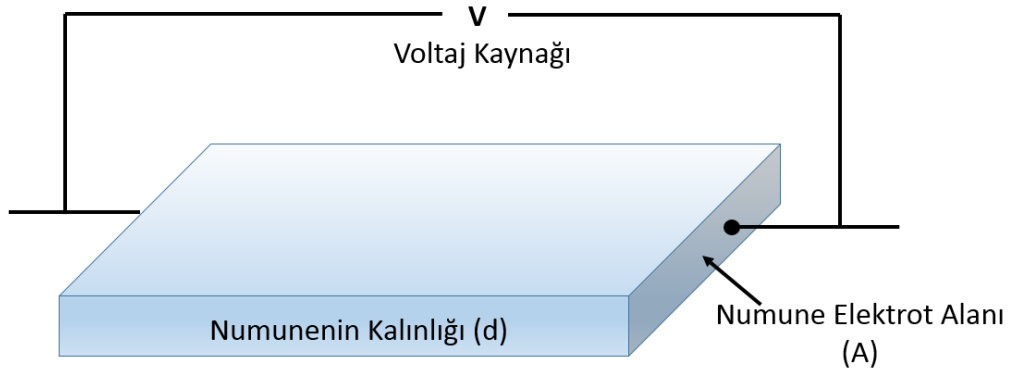 V
Voltaj Kaynağı
Numunenin Kalınlığı (d)
Numune Elektrot Alanı
(A)